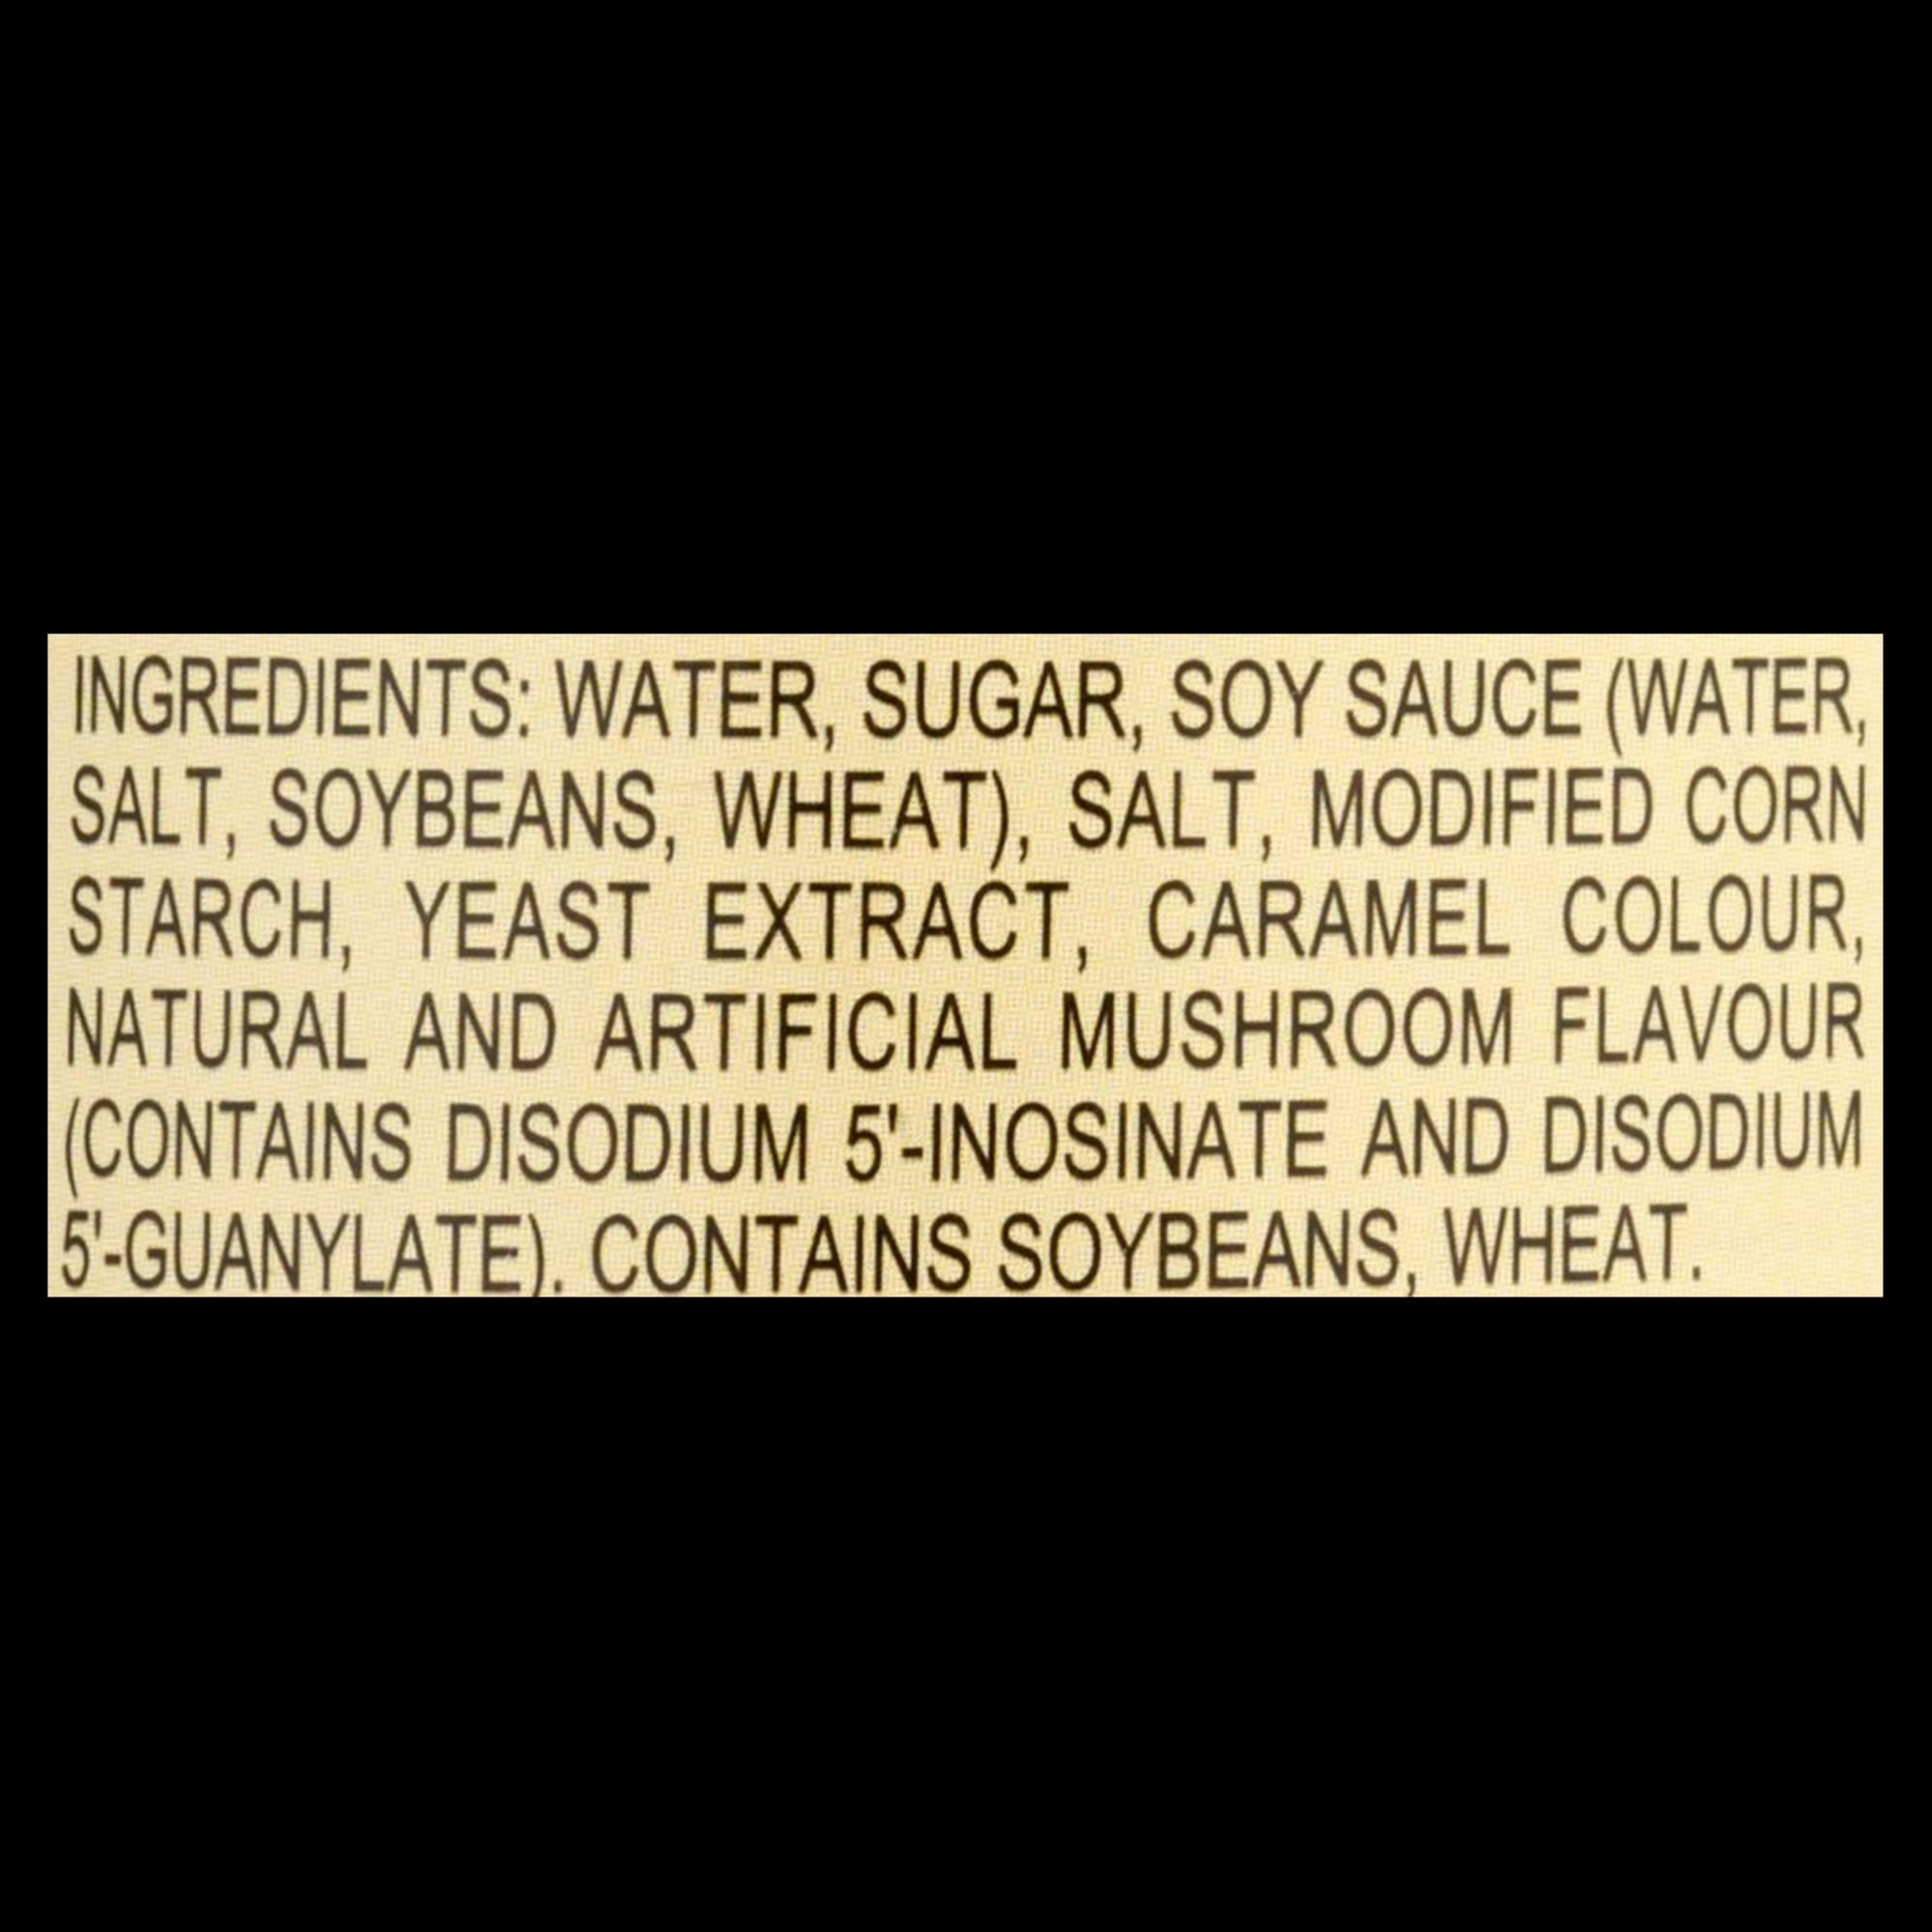 INGREDIENTS: WATER, SUGAR, SOY SAUCE (WATER,
SALT, SOYBEANS, WHEAT), SALT, MODIFIED CORN
STARCH, YEAST EXTRACT, CARAMEL COLOUR,
NATURAL AND ARTIFICIAL MUSHROOM FLAVOUR
(CONTAINS DISODIUM 5'-INOSINATE AND DISODIUM
5'-GUANYLATE). CONTAINS SOYBEANS, WHEAT.